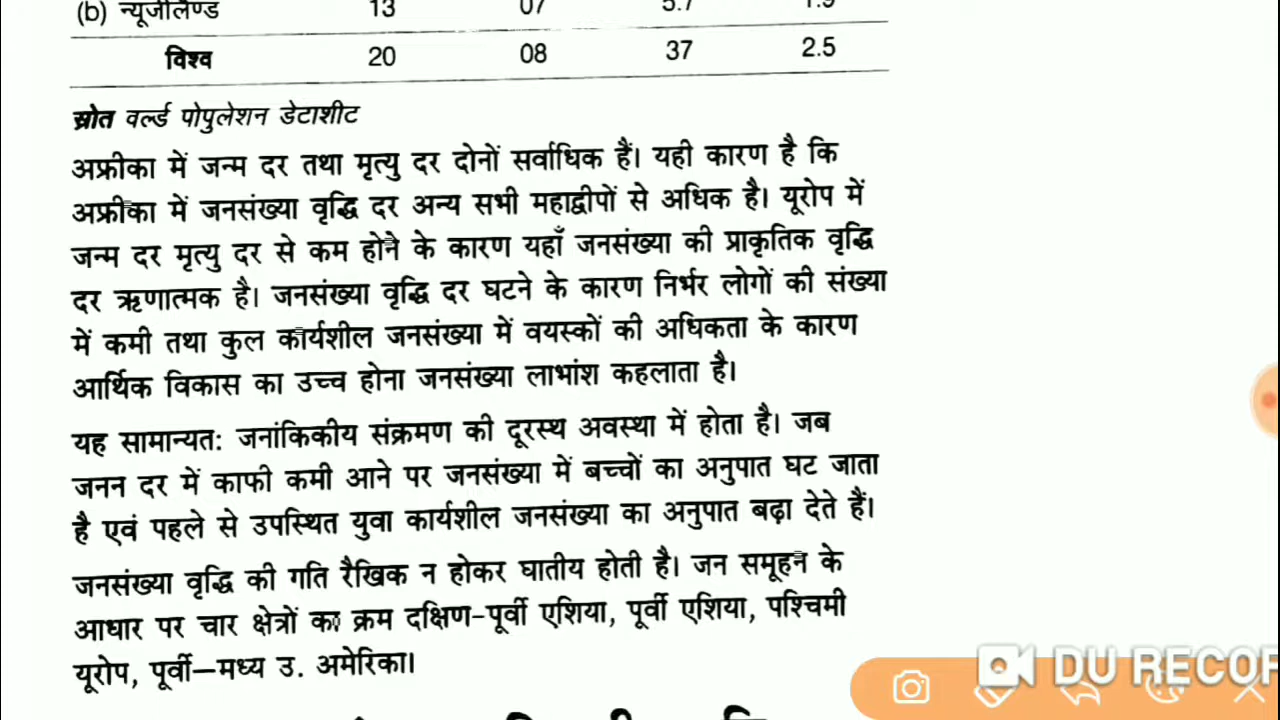 (b) न्यूजीलैण्ड 13 07 5.7 1.9
विश्व 20 08 37 2.5
स्रोत वर्ल्ड पोपुलेशन डेटाशीट
अफ्रीका में जन्म दर तथा मृत्यु दर दोनों सर्वाधिक हैं। यही कारण है कि
अफ्रीका में जनसंख्या वृद्धि दर अन्य सभी महाद्वीपों से अधिक है। यूरोप में
जन्म दर मृत्यु दर से कम होने के कारण यहाँ जनसंख्या की प्राकृतिक वृद्धि
दर ऋणात्मक है। जनसंख्या वृद्धि दर घटने के कारण निर्भर लोगों की संख्या
में कमी तथा कुल कार्यशील जनसंख्या में वयस्कों की अधिकता के कारण
आर्थिक विकास का उच्च होना जनसंख्या लाभांश कहलाता है।
यह सामान्यत: जनांकिकीय संक्रमण की दूरस्थ अवस्था में होता है। जब
जनन दर में काफी कमी आने पर जनसंख्या में बच्चों का अनुपात घट जाता
है एवं पहले से उपस्थित युवा कार्यशील जनसंख्या का अनुपात बढ़ा देते हैं।
जनसंख्या वृद्धि की गति रैखिक न होकर घातीय होती है। जन समूहन के
आधार पर चार क्षेत्रों का क्रम दक्षिण-पूर्वी एशिया, पूर्वी एशिया, पश्चिमी
यूरोप, पूर्वी–मध्य उ. अमेरिका।
DU RECOR